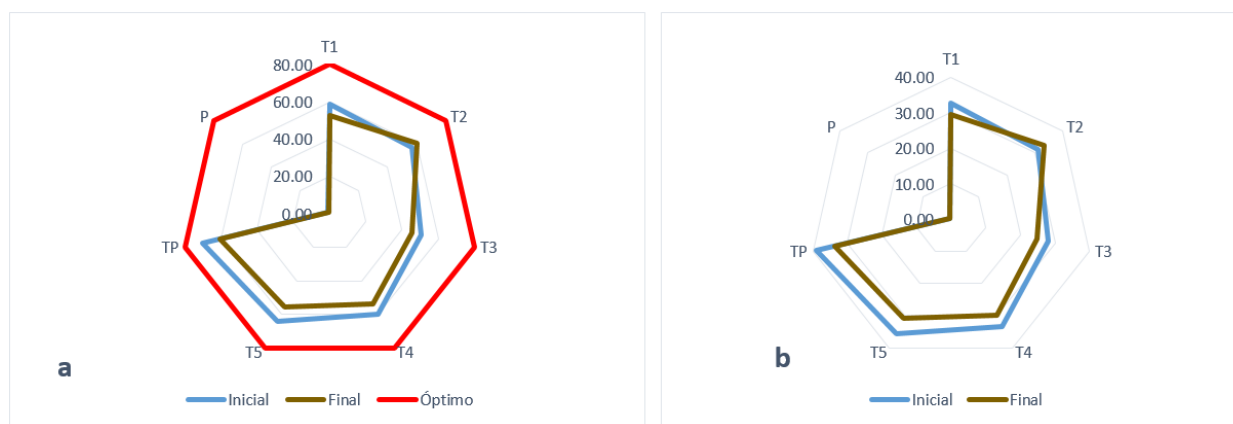 T1
80.00
60.00
40.00
20.00
0.00
T2
T3
T4
T5
TP
P
a
Inicial
Final
Óptimo
T1
40.00
30.00
20.00
10.00
0.00
T2
T3
T4
T5
TP
P
b
Inicial
Final